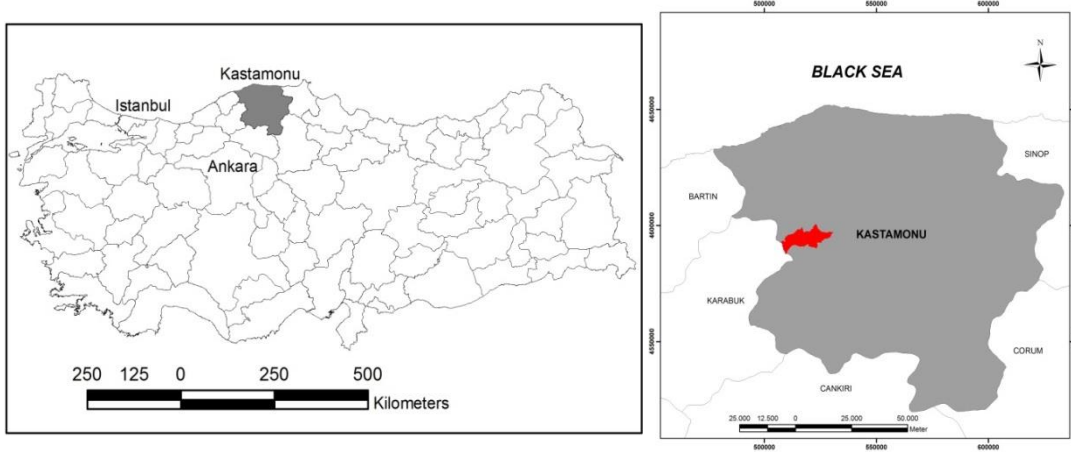 Kastamonu
Istanbul
Ankara
250 125 0 250 500
Kilometers
500000 550000 600000
N
BLACK SEA
4650000
SINOP
BARTIN
4600000
KASTAMONU
KARABUK
4550000
CORUM
CANKIRI
25.000 12.500 0 25.000 50.000
Meter
500000 550000 600000